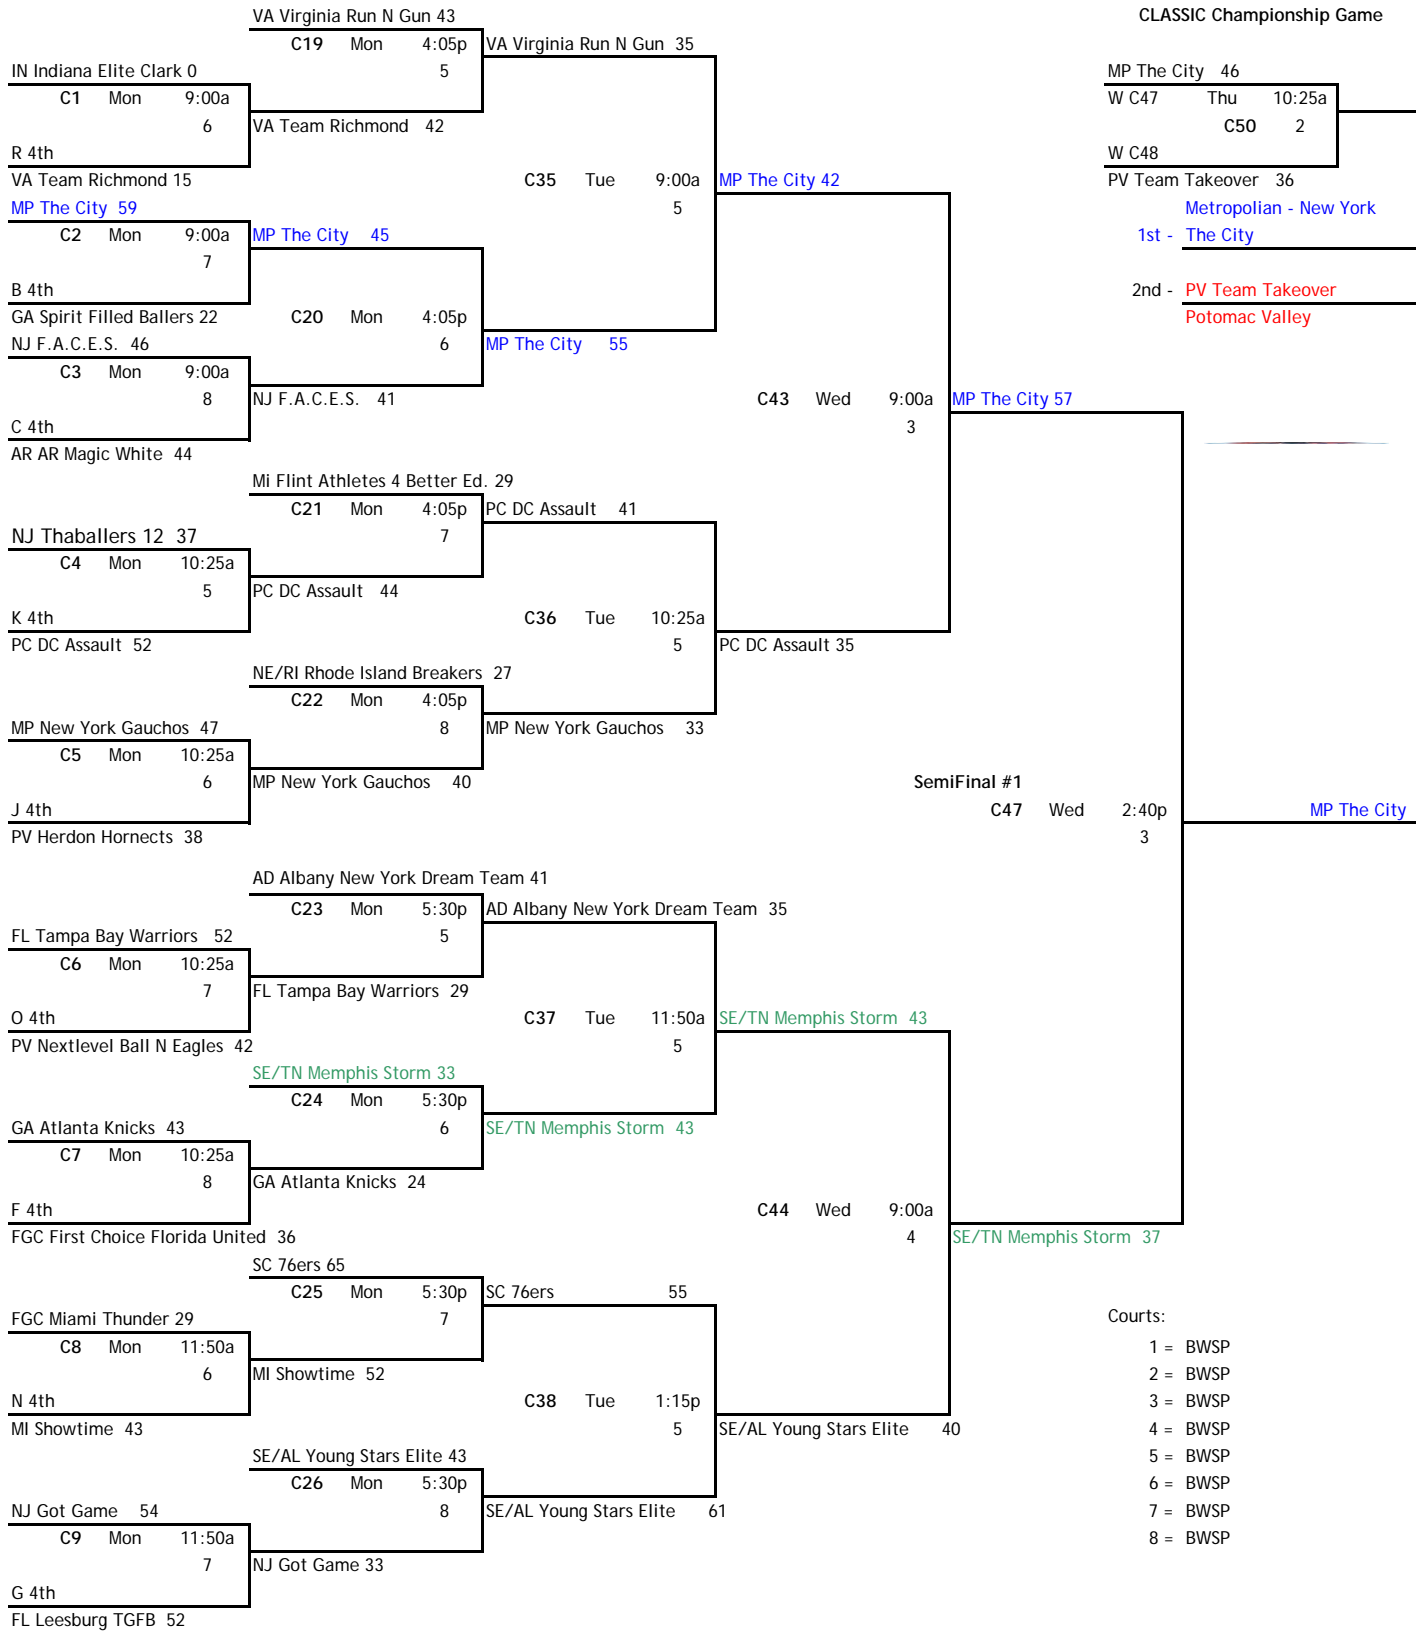 VA Virginia Run N Gun 43
CLASSIC Championship Game
C19 Mon 4:05p
VA Virginia Run N Gun 35
5
IN Indiana Elite Clark 0
MP The City 46
C1 Mon 9:00a
W C47 Thu 10:25a
6
VA Team Richmond 42
C50 2
R 4th
W C48
VA Team Richmond 15
C35 Tue 9:00a
MP The City 42
PV Team Takeover 36
MP The City 59
5
Metropolian - New York
C2 Mon 9:00a
MP The City 45
1st - The City
7
B 4th
2nd - PV Team Takeover
GA Spirit Filled Ballers 22
C20 Mon 4:05p
Potomac Valley
NJ F.A.C.E.S. 46
6
MP The City 55
C3 Mon 9:00a
8
NJ F.A.C.E.S. 41
C43 Wed 9:00a
MP The City 57
C 4th
3
AR AR Magic White 44
Mi Flint Athletes 4 Better Ed. 29
C21 Mon 4:05p
PC DC Assault 41
NJ Thaballers 12 37
7
C4 Mon 10:25a
5
PC DC Assault 44
K 4th
C36 Tue 10:25a
PC DC Assault 52
5
PC DC Assault 35
NE/RI Rhode Island Breakers 27
C22 Mon 4:05p
MP New York Gauchos 47
8
MP New York Gauchos 33
C5 Mon 10:25a
6
MP New York Gauchos 40
SemiFinal #1
J 4th
C47 Wed 2:40p
MP The City
PV Herdon Hornects 38
3
AD Albany New York Dream Team 41
C23 Mon 5:30p
AD Albany New York Dream Team 35
FL Tampa Bay Warriors 52
5
C6 Mon 10:25a
7
FL Tampa Bay Warriors 29
O 4th
C37 Tue 11:50a
SE/TN Memphis Storm 43
PV Nextlevel Ball N Eagles 42
5
SE/TN Memphis Storm 33
C24 Mon 5:30p
GA Atlanta Knicks 43
6
SE/TN Memphis Storm 43
C7 Mon 10:25a
8
GA Atlanta Knicks 24
F 4th
C44 Wed 9:00a
FGC First Choice Florida United 36
4
SE/TN Memphis Storm 37
SC 76ers 65
C25 Mon 5:30p
SC 76ers 55
FGC Miami Thunder 29
7
Courts:
C8 Mon 11:50a
1 = BWSP
6
MI Showtime 52
2 = BWSP
N 4th
C38 Tue 1:15p
3 = BWSP
MI Showtime 43
5
SE/AL Young Stars Elite 40
4 = BWSP
SE/AL Young Stars Elite 43
5 = BWSP
C26 Mon 5:30p
6 = BWSP
NJ Got Game 54
8
SE/AL Young Stars Elite 61
7 = BWSP
C9 Mon 11:50a
8 = BWSP
7
NJ Got Game 33
G 4th
FL Leesburg TGFB 52